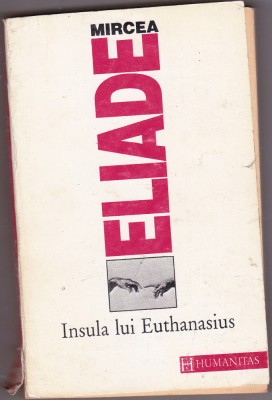 MIRCEA
ELIADE
Insula lui Euthanasius
HUMANITAS